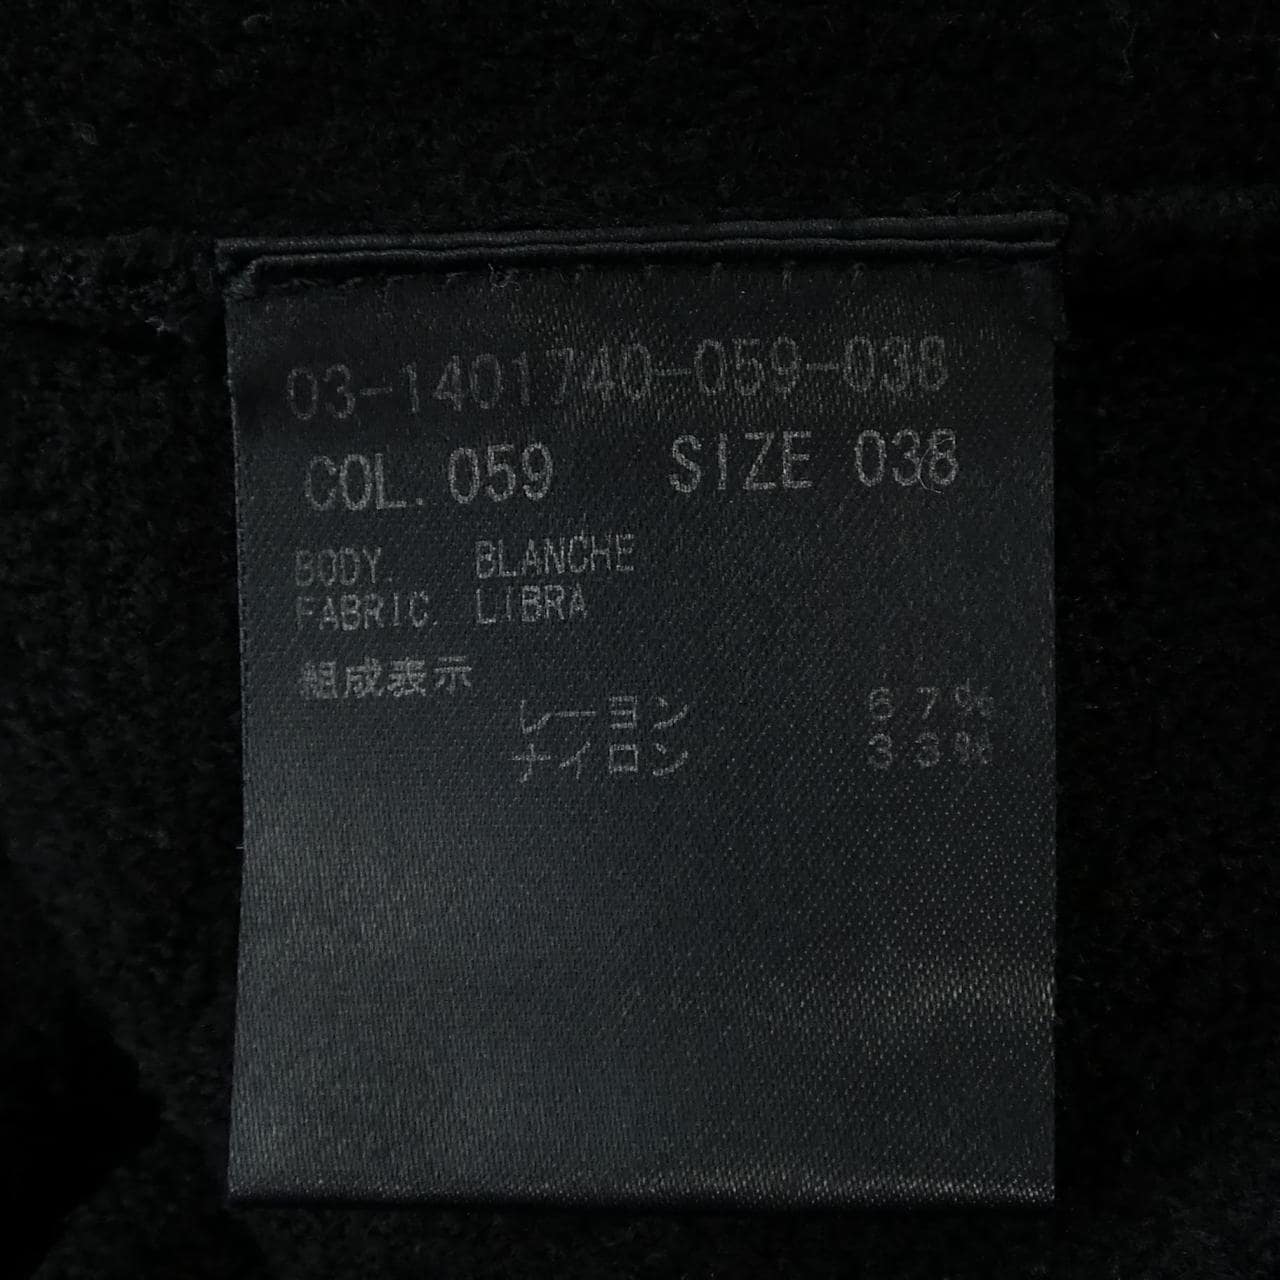 03-1401740-059-038
COL. 059 SIZE 038
BODY. BLANCHE
FABRIC. LIBRA
組成表示
レーヨン 67%
ナイロン 33%